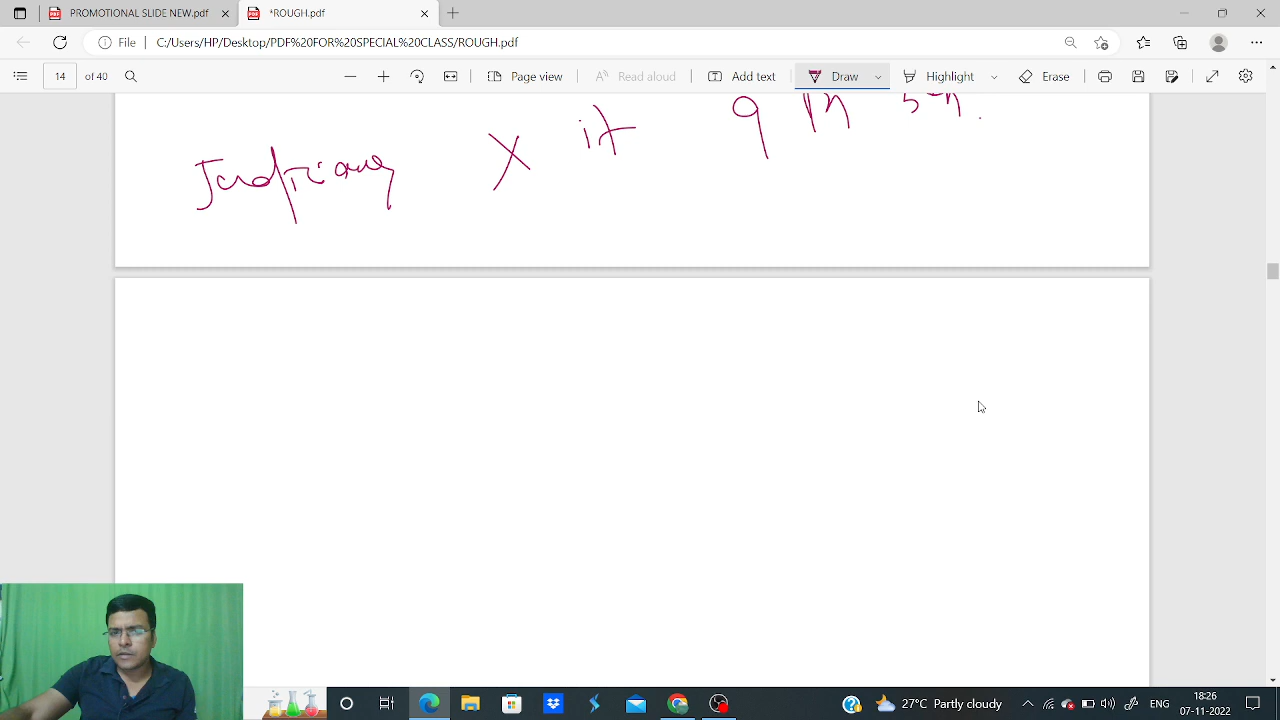 PROMOTIONAL SLIDE NEW.pdf
*ROUGH.pdf
File
C:/Users/HP/Desktop/PDF%20FOR%20SPECIAL%20CLASS/ROUGH.pdf
14 of 40
Page view
Read aloud
Add text
Draw
Highlight
Erase
X it 9
27°C Partly cloudy
ENG
18:26
07-11-2022